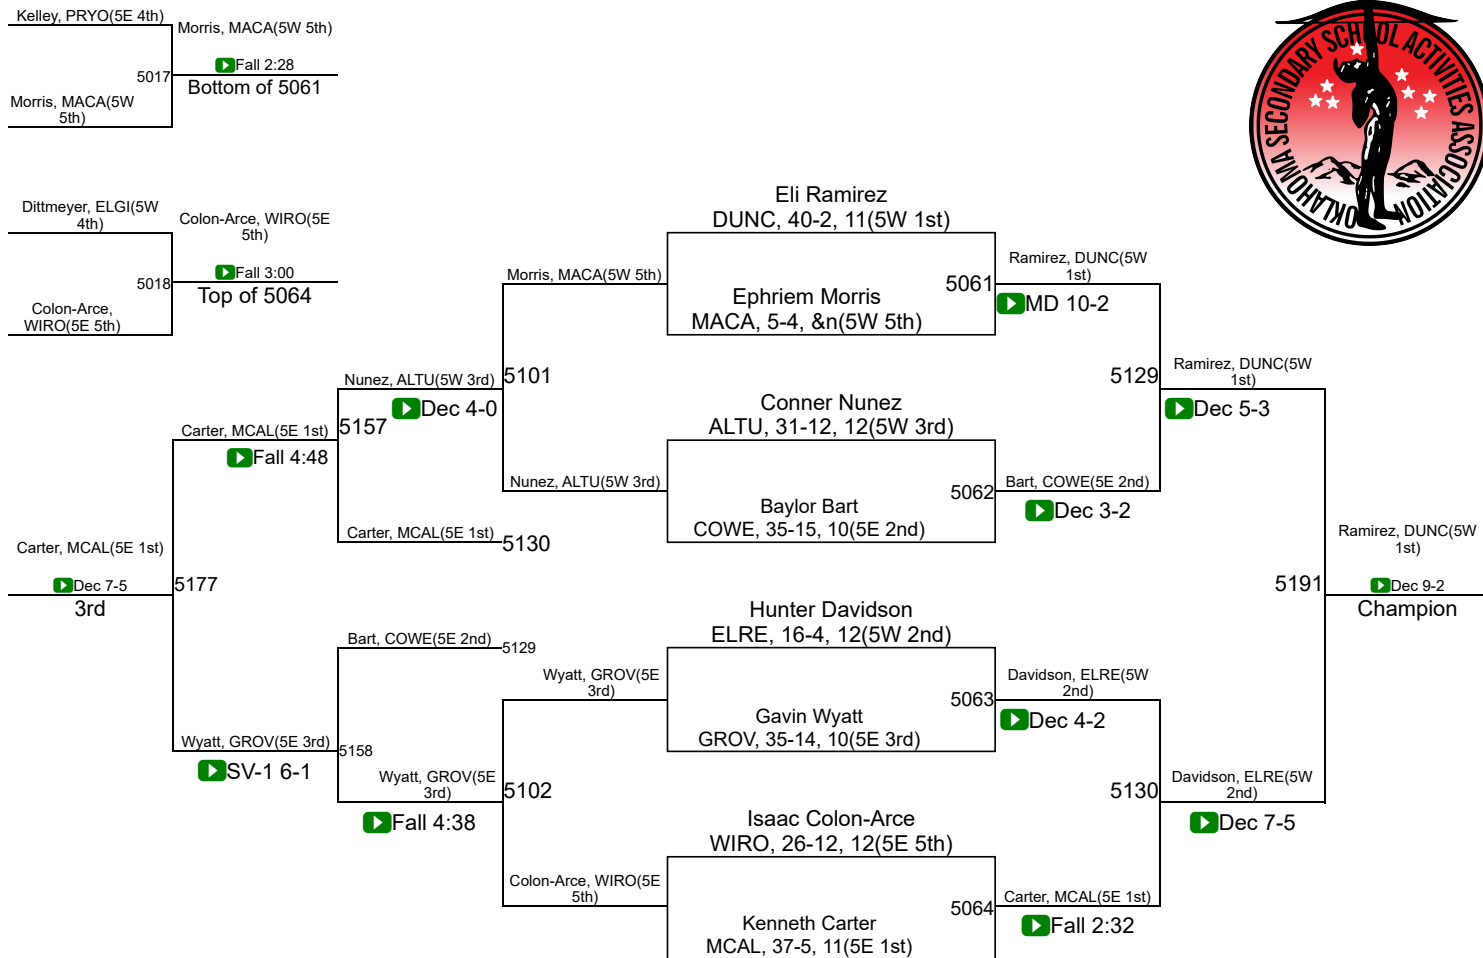 Kelley, PRYO(5E 4th)
Morris, MACA(5W 5th)
5017
Fall 2:28
Bottom of 5061
Morris, MACA(5W
5th)
OKLAHOMA SECONDARY SCHOOL ACTIVITIES ASSOCIATION
Dittmeyer, ELGI(5W
4th)
Colon-Arce, WIRO(5E
5th)
5018
Fall 3:00
Top of 5064
Colon-Arce,
WIRO(5E 5th)
Eli Ramirez
DUNC, 40-2, 11(5W 1st)
Morris, MACA(5W 5th)
5061
Ramirez, DUNC(5W
1st)
MD 10-2
Ephriem Morris
MACA, 5-4, &n(5W 5th)
Nunez, ALTU(5W 3rd)
5101
Dec 4-0
5129
Ramirez, DUNC(5W
1st)
Dec 5-3
Conner Nunez
ALTU, 31-12, 12(5W 3rd)
Carter, MCAL(5E 1st)
5157
Fall 4:48
Nunez, ALTU(5W 3rd)
5062
Bart, COWE(5E 2nd)
Dec 3-2
Baylor Bart
COWE, 35-15, 10(5E 2nd)
Carter, MCAL(5E 1st)
5130
Carter, MCAL(5E 1st)
Dec 7-5
3rd
5177
5191
Ramirez, DUNC(5W
1st)
Dec 9-2
Champion
Hunter Davidson
ELRE, 16-4, 12(5W 2nd)
Bart, COWE(5E 2nd)
5129
Wyatt, GROV(5E
3rd)
5063
Davidson, ELRE(5W
2nd)
Dec 4-2
Gavin Wyatt
GROV, 35-14, 10(5E 3rd)
Wyatt, GROV(5E 3rd)
5158
SV-1 6-1
Wyatt, GROV(5E
3rd)
5102
Fall 4:38
5130
Davidson, ELRE(5W
2nd)
Dec 7-5
Isaac Colon-Arce
WIRO, 26-12, 12(5E 5th)
Colon-Arce, WIRO(5E
5th)
5064
Carter, MCAL(5E 1st)
Fall 2:32
Kenneth Carter
MCAL, 37-5, 11(5E 1st)